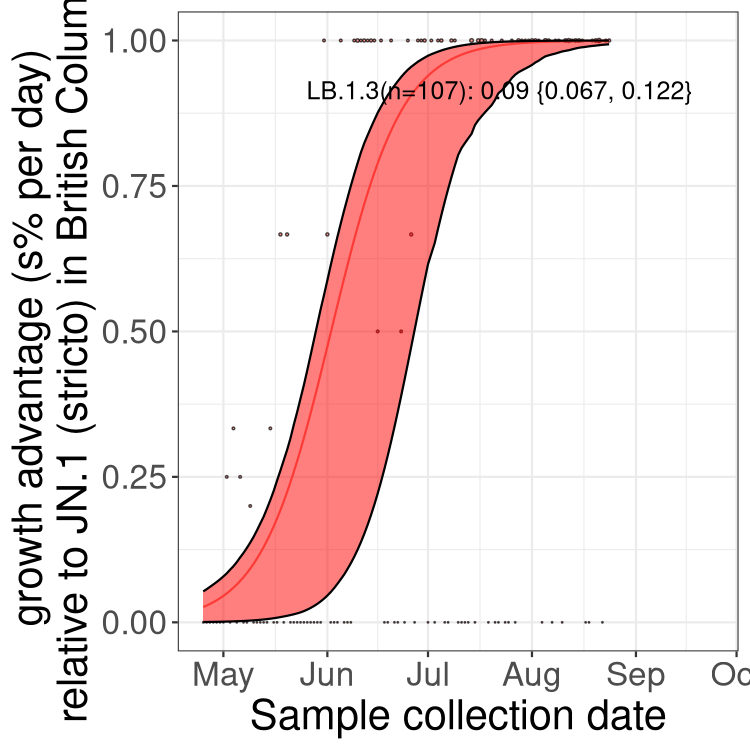 growth advantage (s% per day)
relative to JN.1 (stricto) in British Colum
1.00
0.75
0.50
0.25
0.00
LB.1.3(n=107): 0.09 {0.067, 0.122}
May Jun Jul Aug Sep Oc
Sample collection date